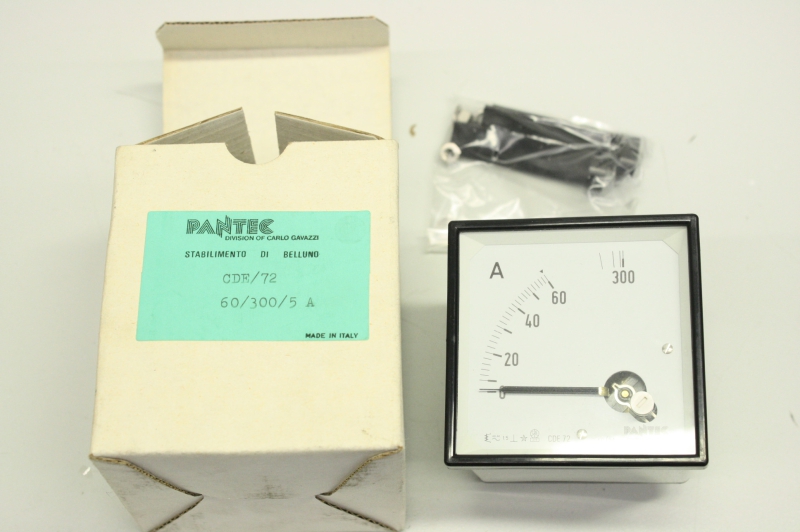 PANTEC
DIVISION OF CARLO GAVAZZI
STABILIMENTO DI BELLUNO
CDE/72
60/300/5 A
MADE IN ITALY
A
300
60
40
20
0
PANTEC